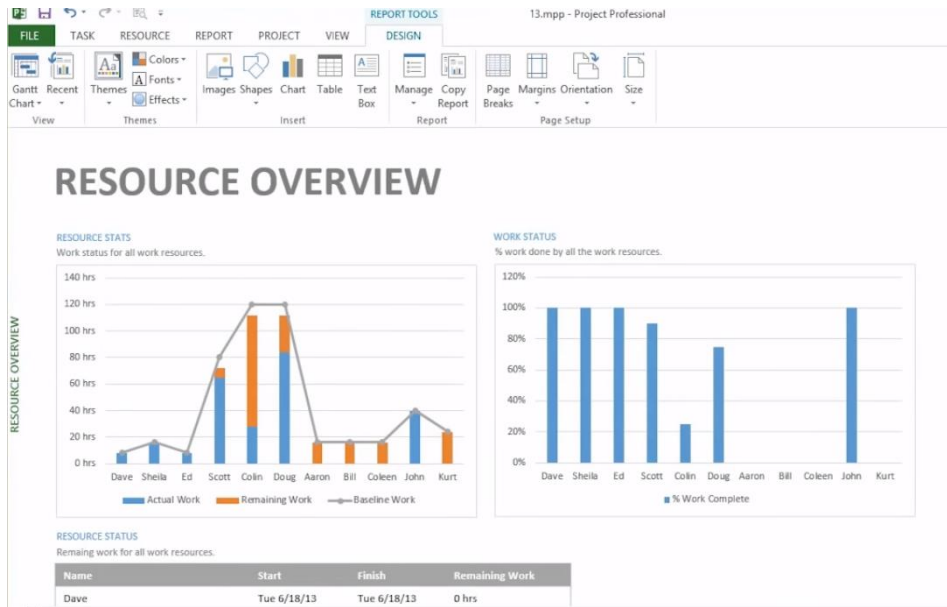 REPORT TOOLS
13.mpp - Project Professional
FILE TASK RESOURCE REPORT PROJECT VIEW DESIGN
Gantt Chart
Recent
Themes
Colors
Fonts
Effects
Images
Shapes
Chart
Table
Text Box
Manage
Copy Report
Page Breaks
Margins
Orientation
Size
View
Themes
Insert
Report
Page Setup
RESOURCE OVERVIEW
RESOURCE OVERVIEW
RESOURCE STATS
Work status for all work resources.
140 hrs
120 hrs
100 hrs
80 hrs
60 hrs
40 hrs
20 hrs
0 hrs
Dave Sheila Ed Scott Colin Doug Aaron Bill Coleen John Kurt
Actual Work Remaining Work Baseline Work
WORK STATUS
% work done by all the work resources.
120%
100%
80%
60%
40%
20%
0%
Dave Sheila Ed Scott Colin Doug Aaron Bill Coleen John Kurt
% Work Complete
RESOURCE STATUS
Remaing work for all work resources.
Name Start Finish Remaining Work
Dave Tue 6/18/13 Tue 6/18/13 0 hrs